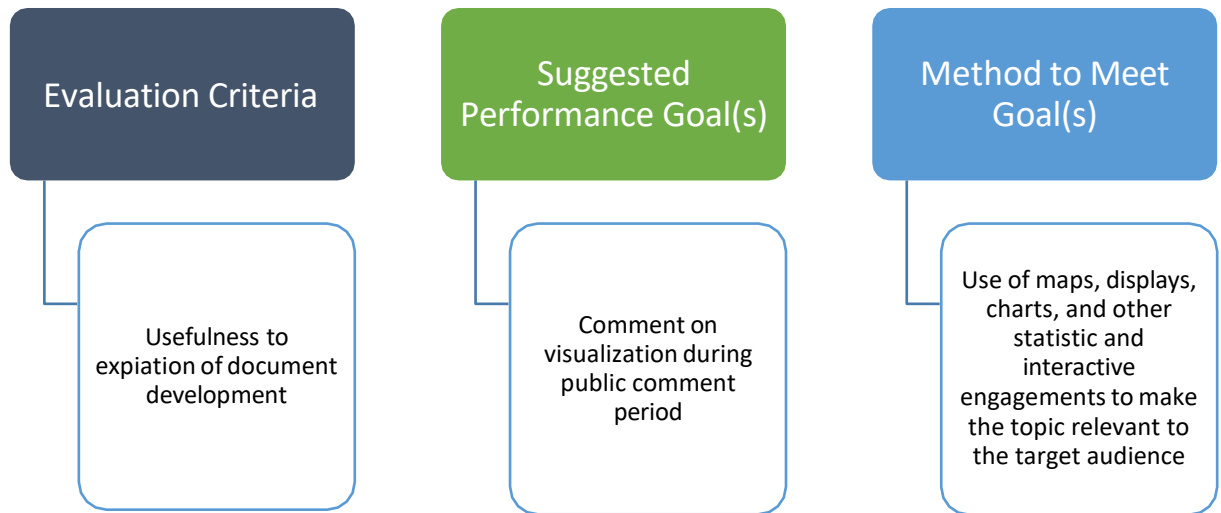 Evaluation Criteria
Usefulness to
expiation of document
development
Suggested
Performance Goal(s)
Comment on
visualization during
public comment
period
Method to Meet
Goal(s)
Use of maps, displays,
charts, and other
statistic and
interactive
engagements to make
the topic relevant to
the target audience